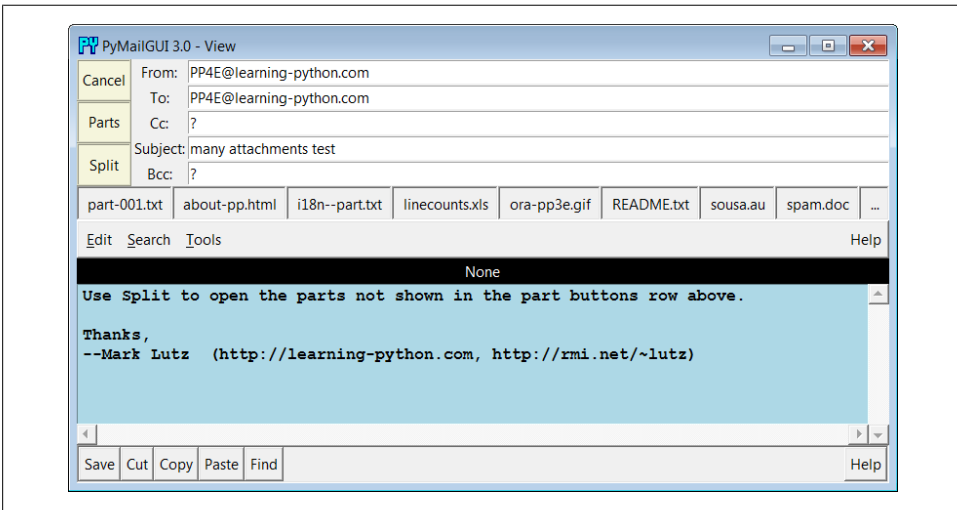 PY PyMailGUI 3.0 - View
Cancel From: PP4E@learning-python.com
To: PP4E@learning-python.com
Parts Cc: ?
Subject: many attachments test
Split Bcc: ?
part-001.txt about-pp.html i18n--part.txt linecounts.xls ora-pp3e.gif README.txt sousa.au spam.doc ...
Edit Search Tools Help
None
Use Split to open the parts not shown in the part buttons row above.
Thanks,
--Mark Lutz (http://learning-python.com, http://rmi.net/~lutz)
Save Cut Copy Paste Find Help